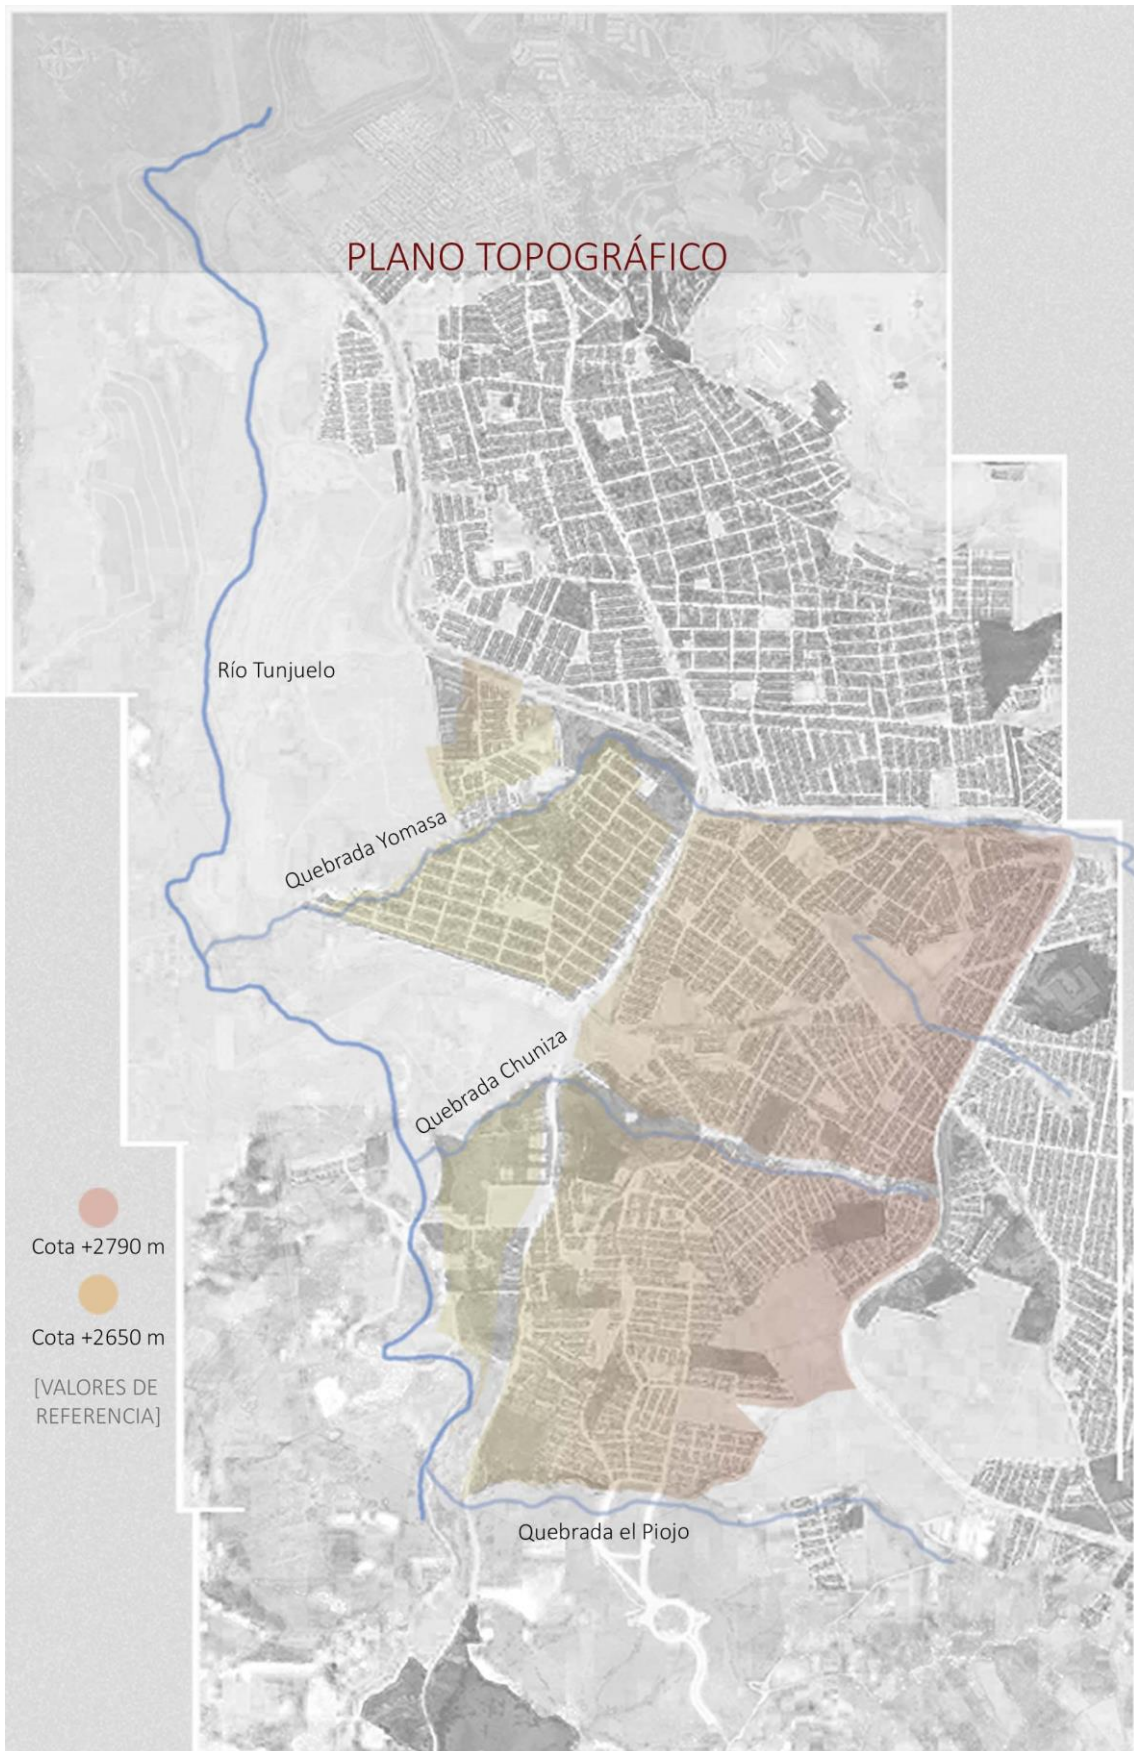 PLANO TOPOGRÁFICO
Río Tunjuelo
Quebrada Yomasa
Quebrada Chuniza
Cota +2790 m
Cota +2650 m
[VALORES DE
REFERENCIA]
Quebrada el Piojo